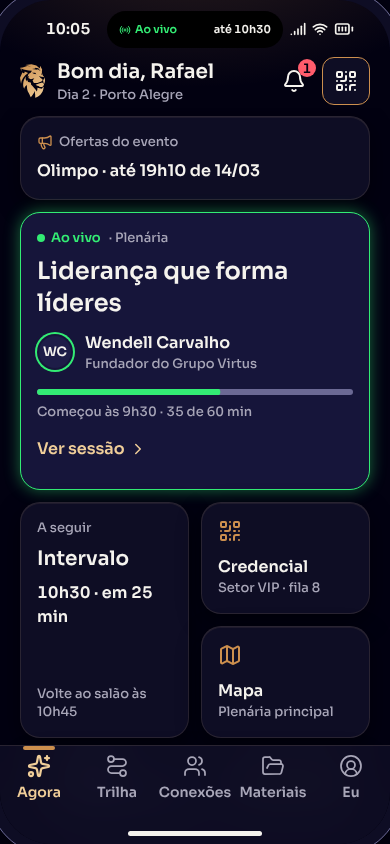 10:05
Ao vivo
até 10h30
Bom dia, Rafael
Dia 2 · Porto Alegre
1
Ofertas do evento
Olimpo · até 19h10 de 14/03
Ao vivo · Plenária
Liderança que forma
líderes
WC
Wendell Carvalho
Fundador do Grupo Virtus
Começou às 9h30 · 35 de 60 min
Ver sessão
A seguir
Intervalo
10h30 · em 25
min
Volte ao salão às
10h45
Credencial
Setor VIP · fila 8
Mapa
Plenária principal
Agora
Trilha
Conexões
Materiais
Eu